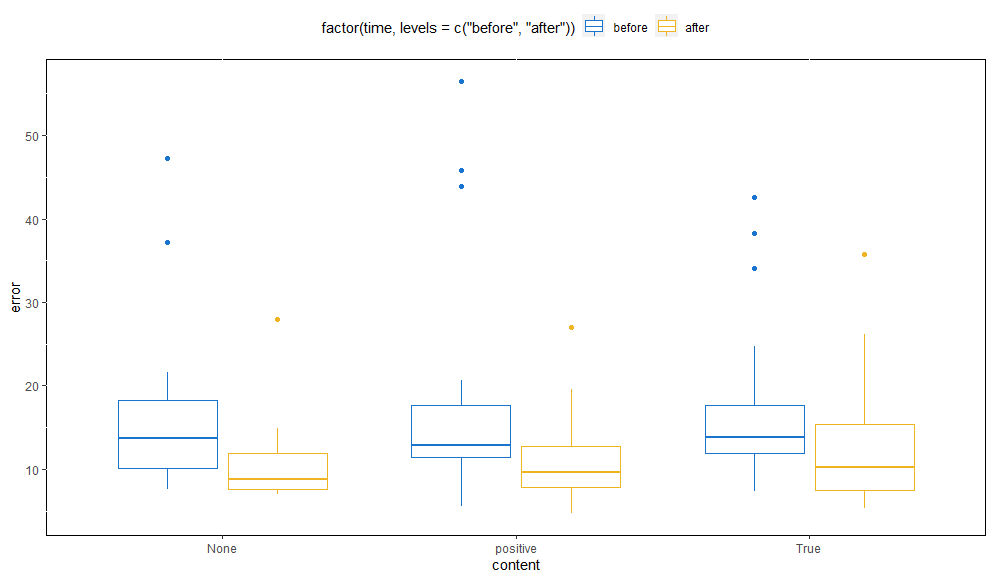 factor(time, levels = c("before", "after")) before after
50
40
30
20
10
error
None positive True
content